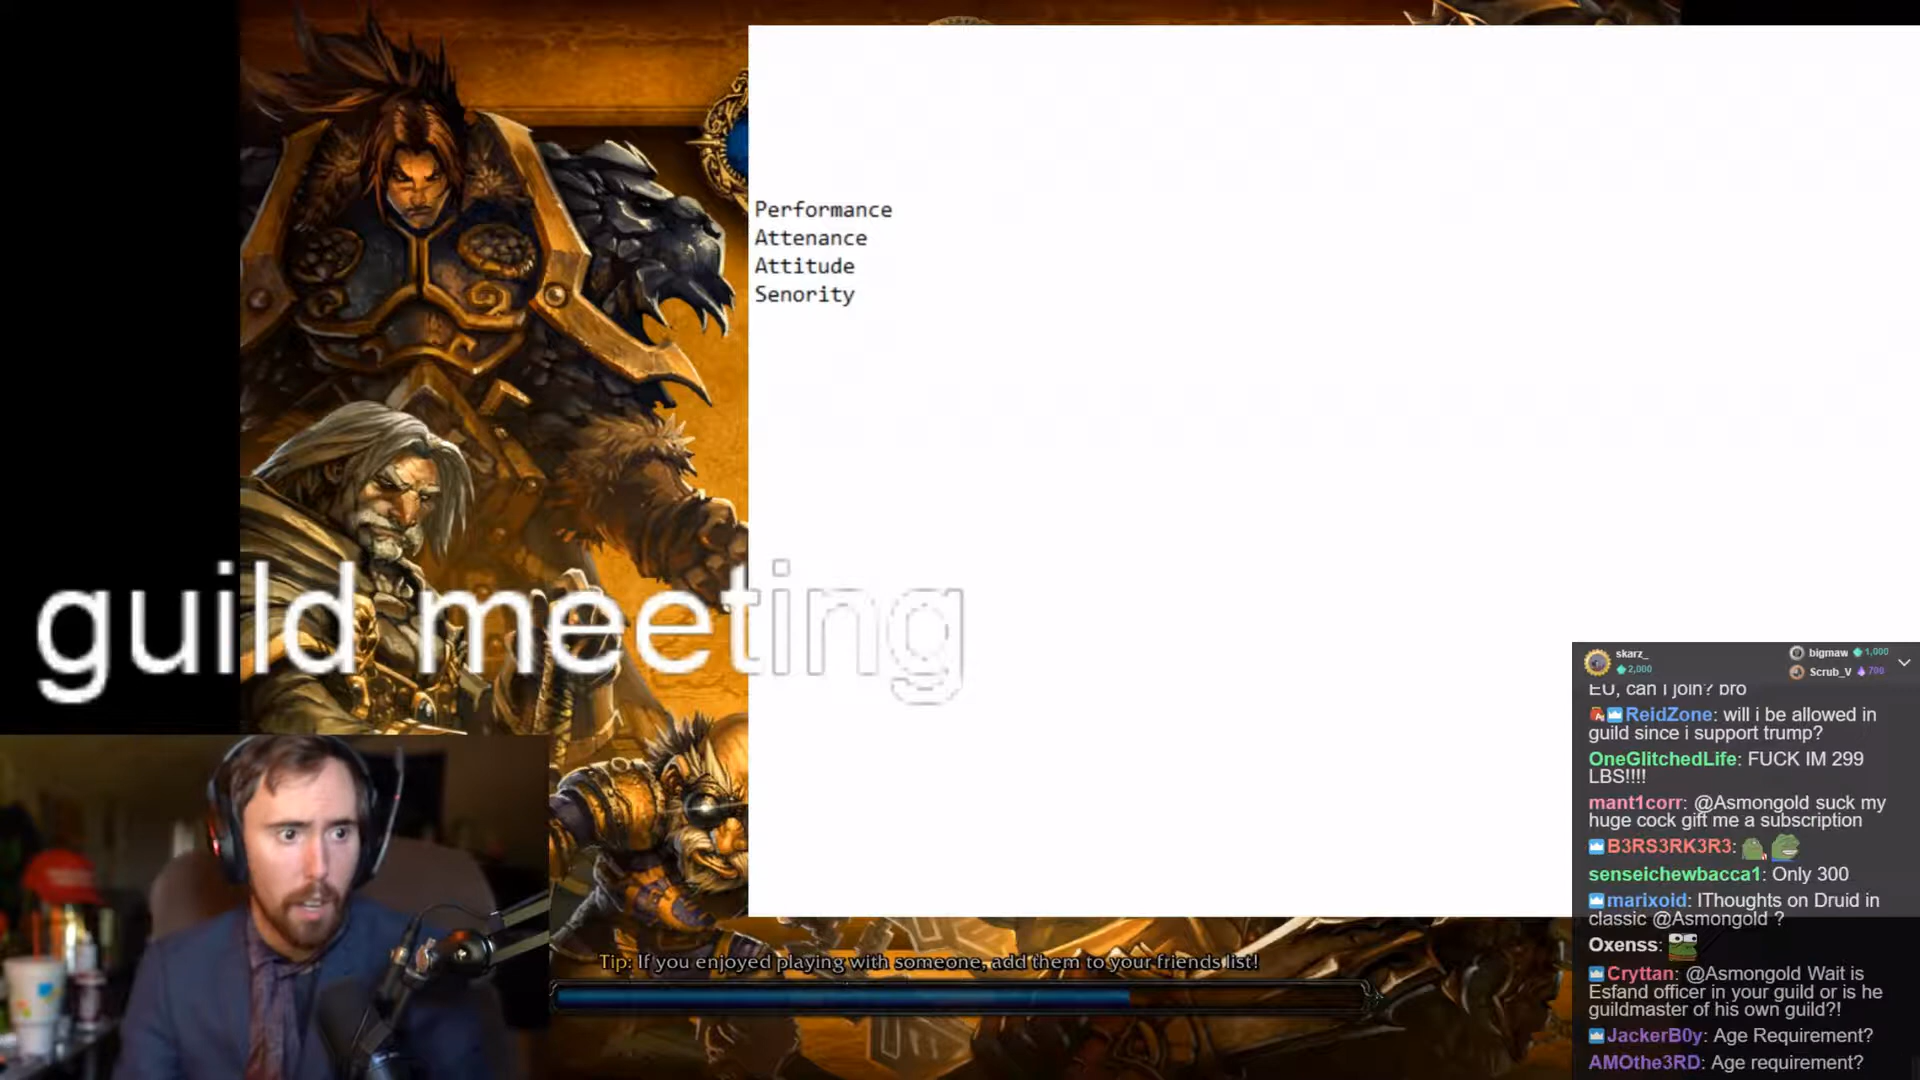 Performance
Attenance
Attitude
Senority
guild meeting
skarz_
2,000
bigmaw 1,000
Scrub_V 700
EU, can i join? bro
ReidZone: will i be allowed in
guild since i support trump?
OneGlitchedLife: FUCK IM 299
LBS!!!!
mant1corr: @Asmongold suck my
huge cock gift me a subscription
B3RS3RK3R3:
senseichewbacca1: Only 300
marixoid: IThoughts on Druid in
classic @Asmongold ?
Oxenss:
Cryttan: @Asmongold Wait is
Esfand officer in your guild or is he
guildmaster of his own guild?!
JackerB0y: Age Requirement?
AMOthe3RD: Age requirement?
Tip: If you enjoyed playing with someone, add them to your friends list!